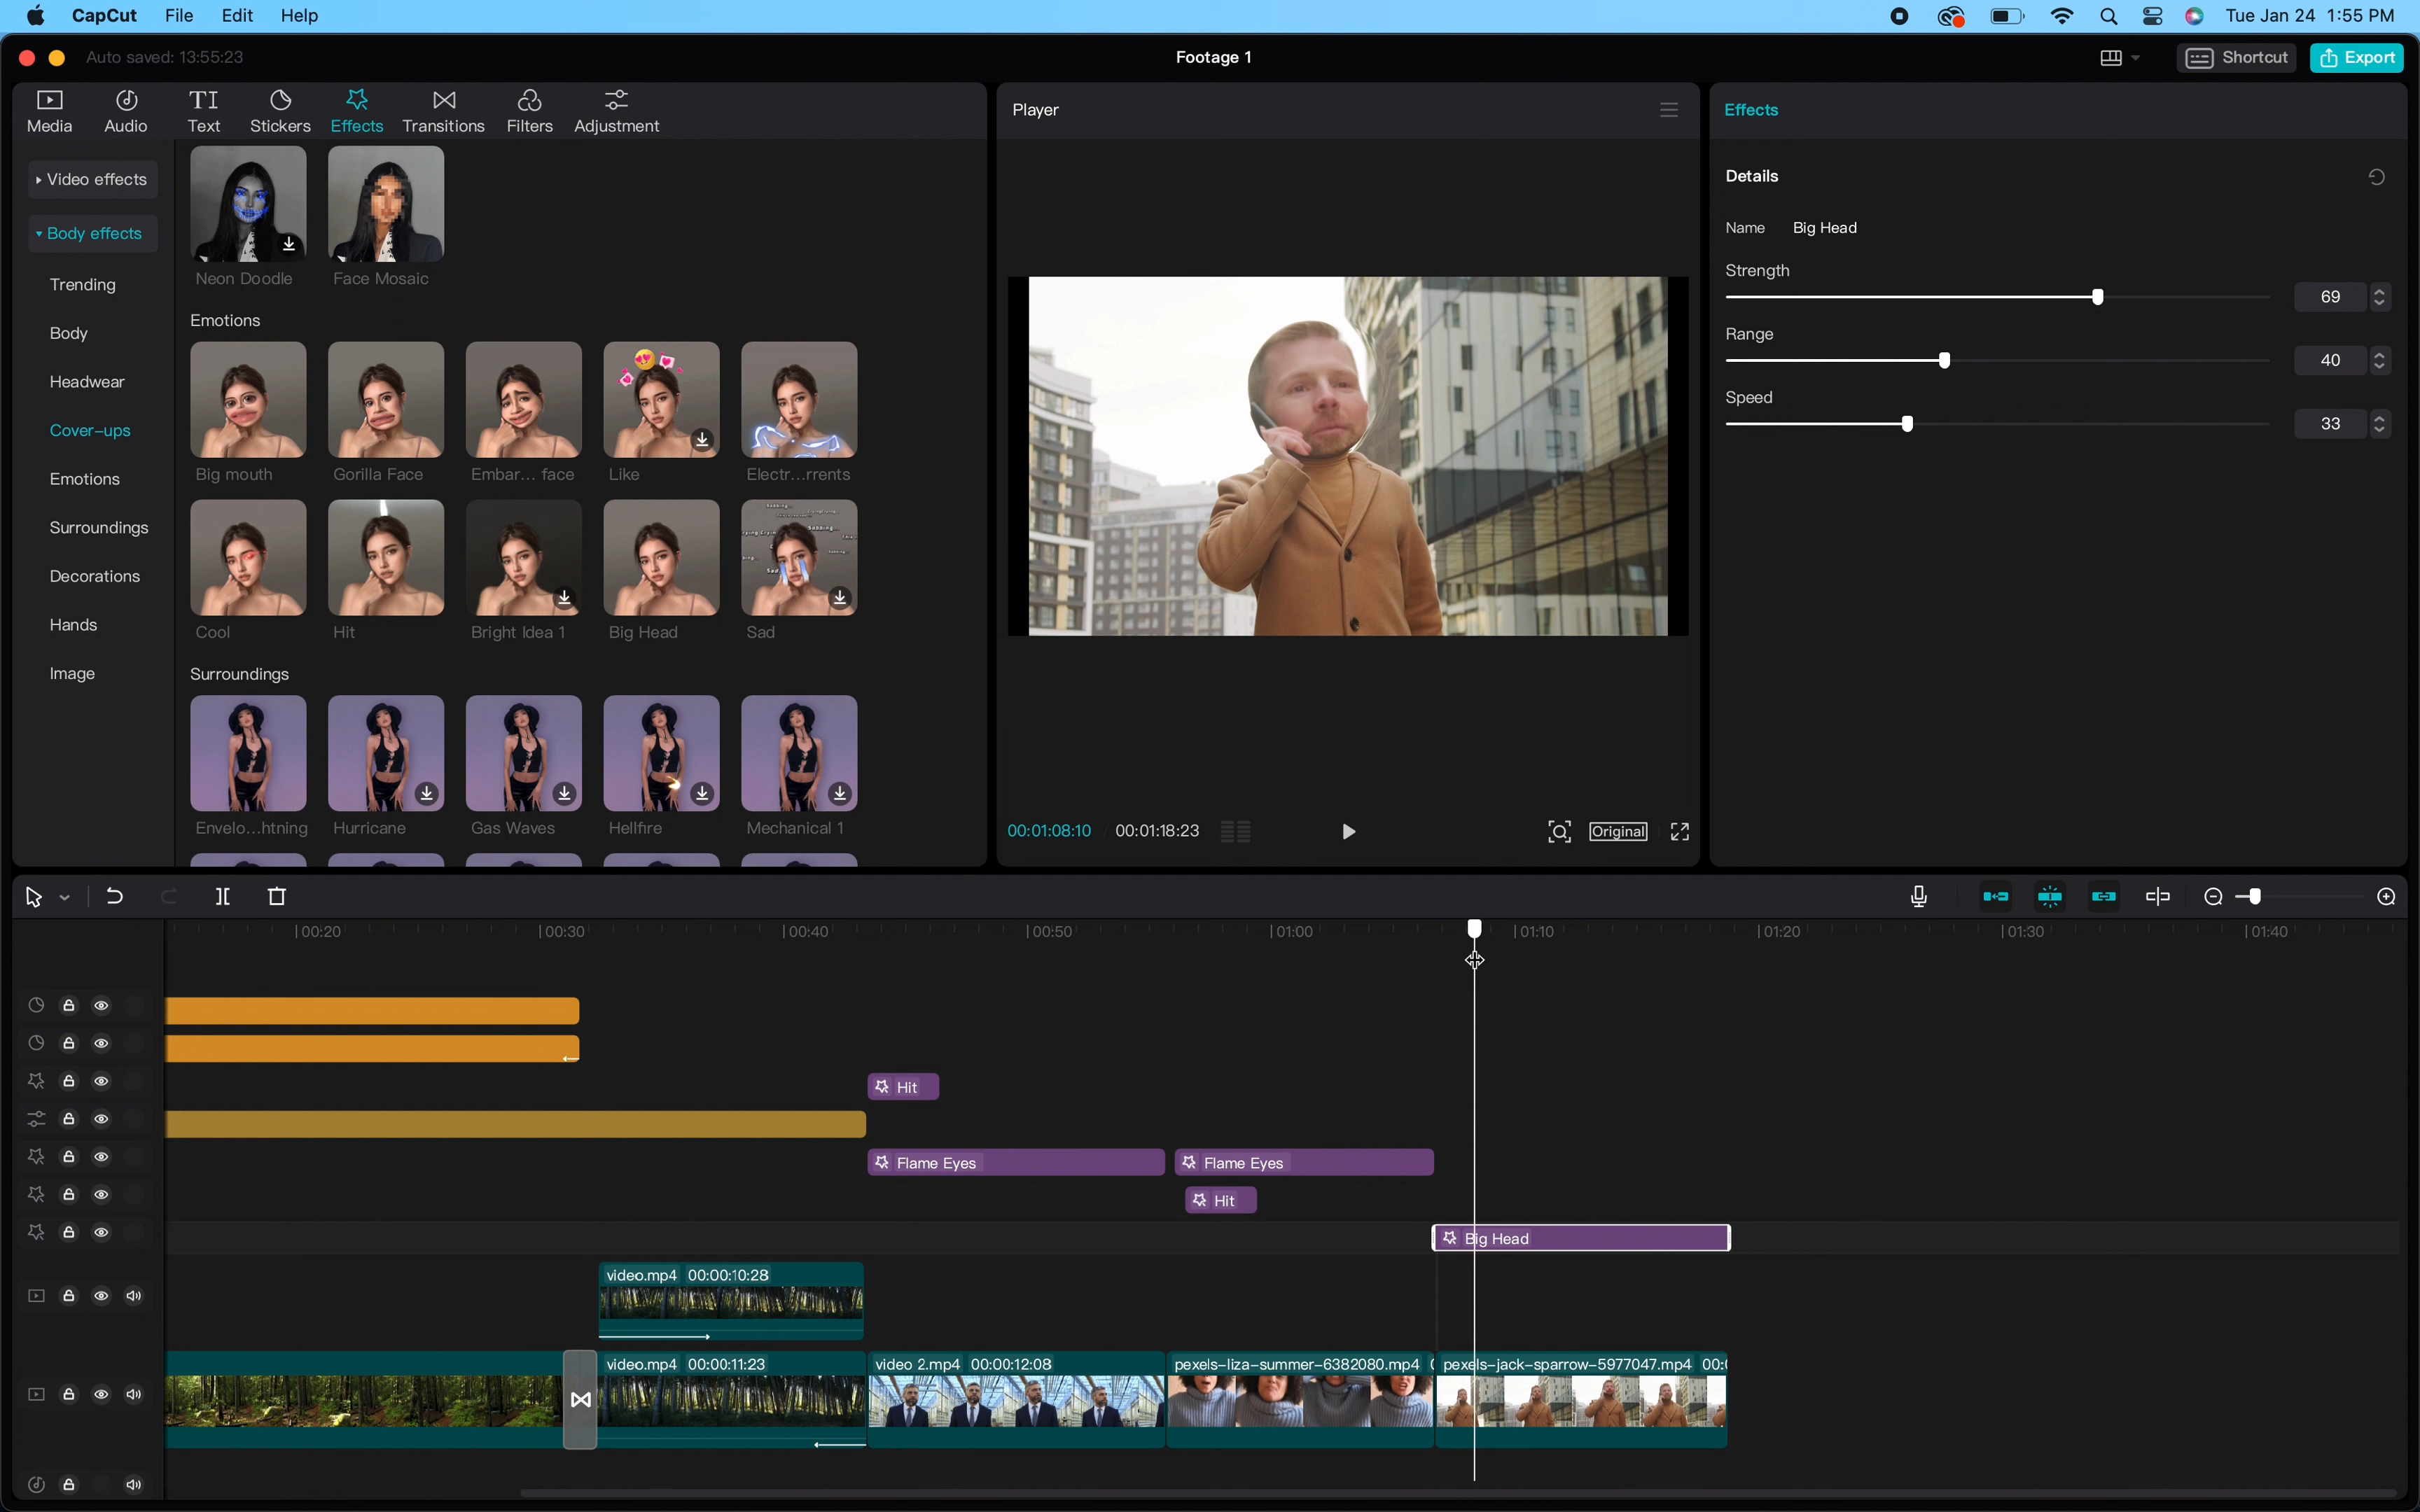 CapCut File Edit Help Tue Jan 24 1:55 PM
Auto saved: 13:55:23 Footage 1 Shortcut Export
Media Audio Text Stickers Effects Transitions Filters Adjustment
Video effects
Body effects
Trending
Body
Headwear
Cover-ups
Emotions
Surroundings
Decorations
Hands
Image
Neon Doodle Face Mosaic
Emotions
Big mouth Gorilla Face Embar... face Like Electr...rrents
Cool Hit Bright Idea 1 Big Head Sad
Surroundings
Envelo...htning Hurricane Gas Waves Hellfire Mechanical 1
Player
00:01:08:10 00:01:18:23 Original
Effects
Details
Name Big Head
Strength
69
Range
40
Speed
33
00:20 00:30 00:40 00:50 01:00 01:10 01:20 01:30 01:40
Hit
Flame Eyes Flame Eyes
Hit
Big Head
video.mp4 00:00:10:28
video.mp4 00:00:11:23 video 2.mp4 00:00:12:08 pexels-liza-summer-6382080.mp4 pexels-jack-sparrow-5977047.mp4 00: